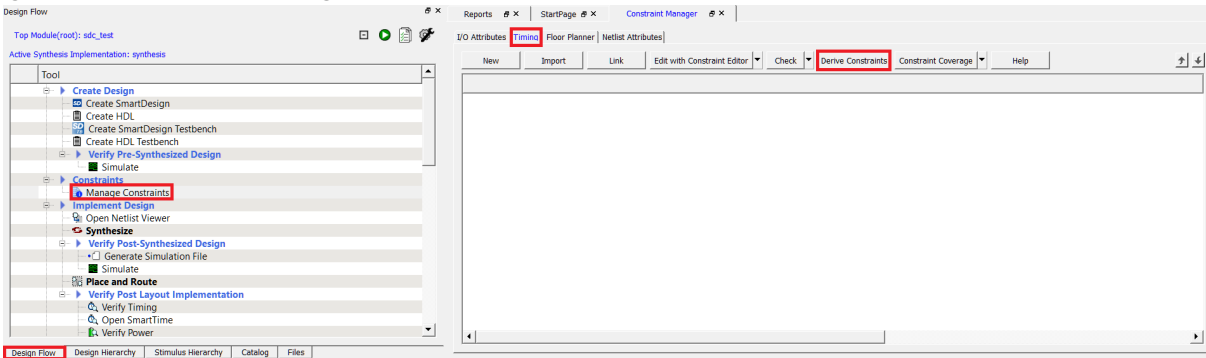 Design Flow
Top Module(root): sdc_test
Active Synthesis Implementation: synthesis
Tool
Create Design
Create SmartDesign
Create HDL
Create SmartDesign Testbench
Create HDL Testbench
Verify Pre-Synthesized Design
Simulate
Constraints
Manage Constraints
Implement Design
Open Netlist Viewer
Synthesize
Verify Post-Synthesized Design
Generate Simulation File
Simulate
Place and Route
Verify Post Layout Implementation
Verify Timing
Open SmartTime
Verify Power
Design Flow Design Hierarchy Stimulus Hierarchy Catalog Files
Reports StartPage Constraint Manager
I/O Attributes Timing Floor Planner Netlist Attributes
New Import Link Edit with Constraint Editor Check Derive Constraints Constraint Coverage Help